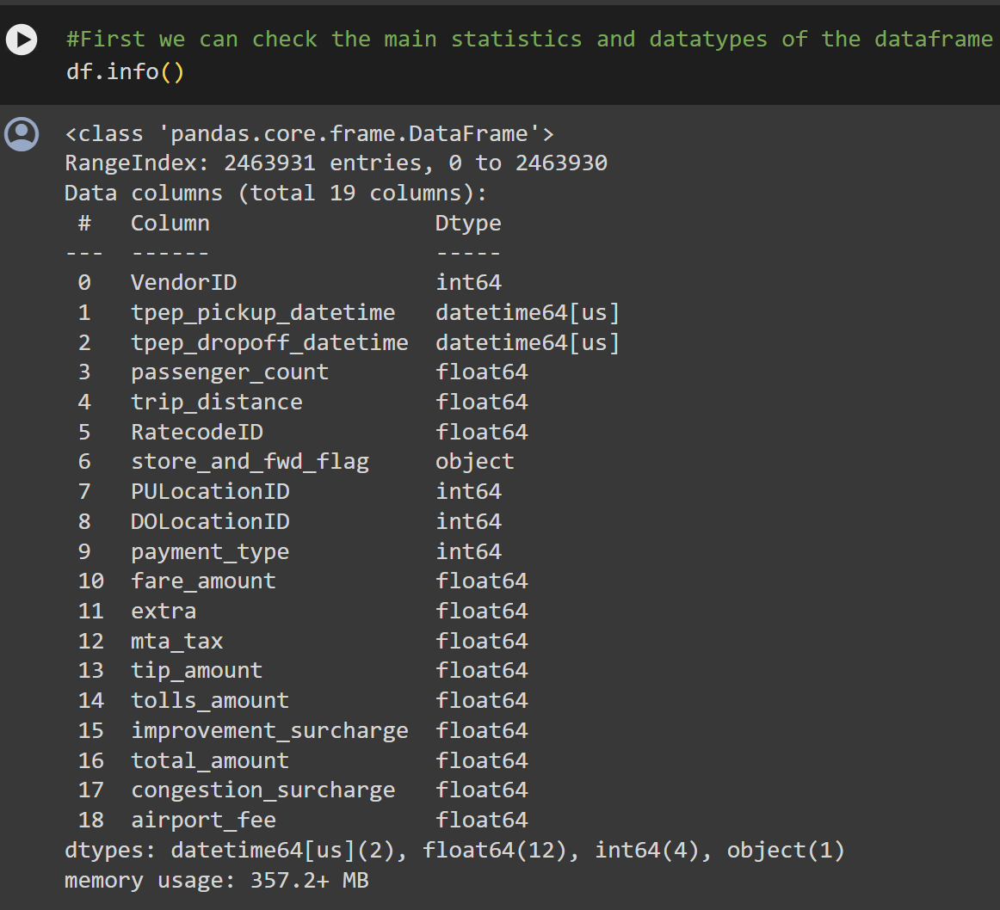 #First we can check the main statistics and datatypes of the dataframe
df.info()
<class 'pandas.core.frame.DataFrame'>
RangeIndex: 2463931 entries, 0 to 2463930
Data columns (total 19 columns):
 #   Column                 Dtype
---  ------                 -----
 0   VendorID               int64
 1   tpep_pickup_datetime   datetime64[us]
 2   tpep_dropoff_datetime  datetime64[us]
 3   passenger_count        float64
 4   trip_distance          float64
 5   RatecodeID             float64
 6   store_and_fwd_flag     object
 7   PULocationID           int64
 8   DOLocationID           int64
 9   payment_type           int64
 10  fare_amount            float64
 11  extra                  float64
 12  mta_tax                float64
 13  tip_amount             float64
 14  tolls_amount           float64
 15  improvement_surcharge  float64
 16  total_amount           float64
 17  congestion_surcharge   float64
 18  airport_fee            float64
dtypes: datetime64[us](2), float64(12), int64(4), object(1)
memory usage: 357.2+ MB